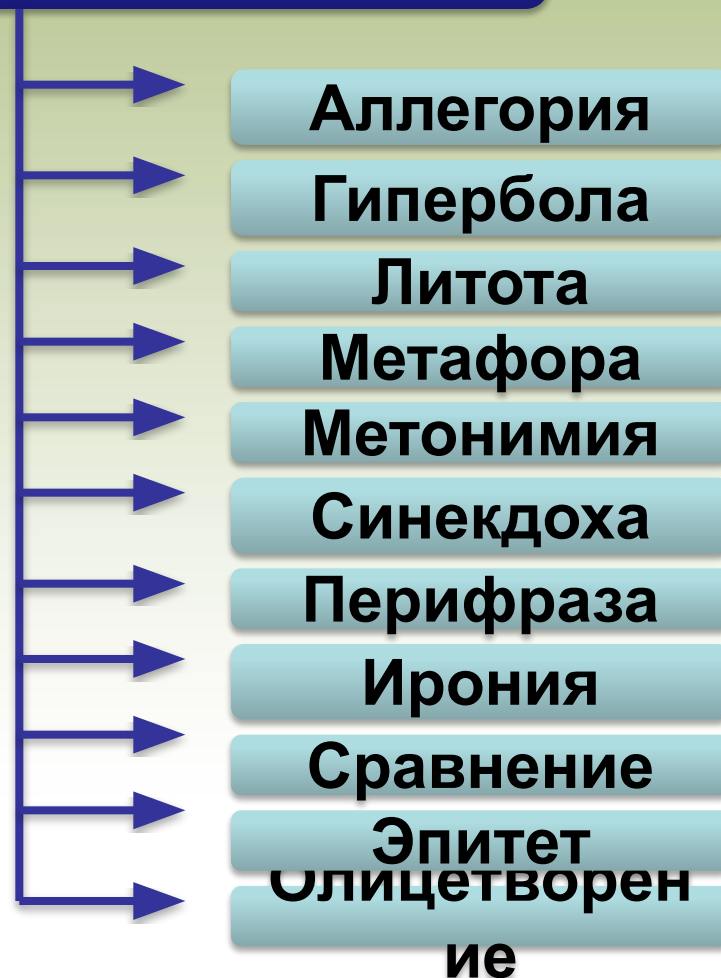 Аллегория
Гипербола
Литота
Метафора
Метонимия
Синекдоха
Перифраза
Ирония
Сравнение
Эпитет
Олицетворен
ие